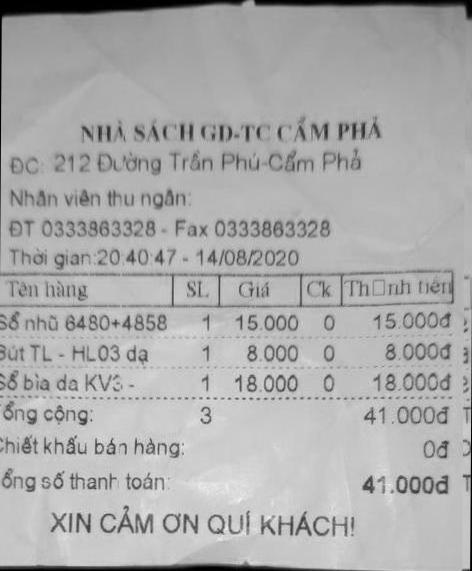 NHÀ SÁCH GD-TC CẨM PHẢ
ĐC: 212 Đường Trần Phú-Cẩm Phả
Nhân viên thu ngân:
ĐT 0333863328 - Fax 0333863328
Thời gian:20:40:47 - 14/08/2020
Tên hàng SL Giá Ck Th□nh tiền
Sổ nhũ 6480+4858 1 15.000 0 15.000đ
Bút TL - HL03 dạ 1 8.000 0 8.000đ
Sổ bìa da KV3 - 1 18.000 0 18.000đ
Tổng cộng: 3 41.000đ
Chiết khấu bán hàng: 0đ
Tổng số thanh toán: 41.000đ
XIN CẢM ƠN QUÍ KHÁCH!